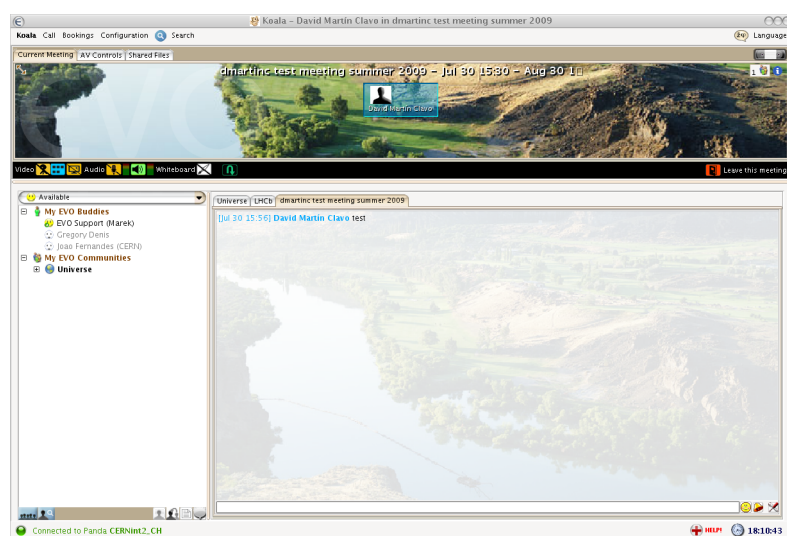 Koala – David Martín Clavo in dmartinc test meeting summer 2009
Koala Call Bookings Configuration Search Language
Current Meeting AV Controls Shared Files
dmartinc test meeting summer 2009 – Jul 30 15:30 – Aug 30 1
1
David Martin Clavo
EVO
Video Audio Whiteboard Leave this meeting
Available
My EVO Buddies
EVO Support (Marek)
Gregory Denis
Joao Fernandes (CERN)
My EVO Communities
Universe
Universe LHCb dmartinc test meeting summer 2009
[Jul 30 15:56] David Martin Clavo test
Connected to Panda CERNint2_CH
HELP! 18:10:43